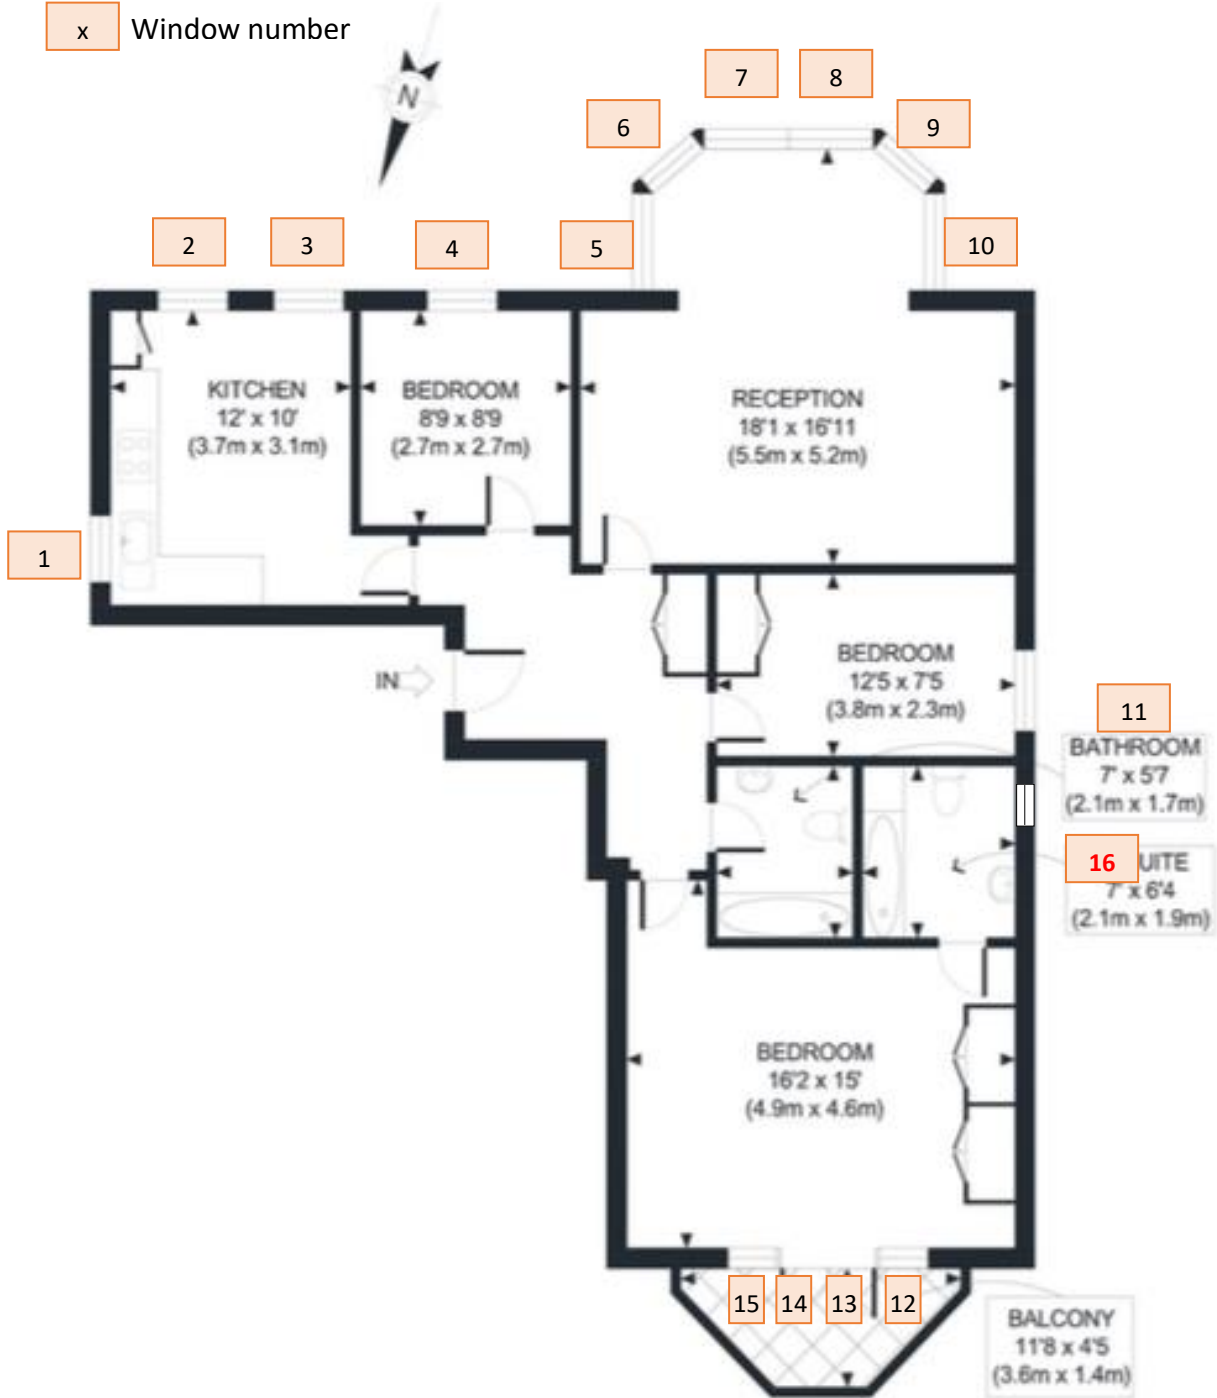 x Window number
N
7 8
6 9
2 3 4 5 10
KITCHEN
12' x 10'
(3.7m x 3.1m)
BEDROOM
8'9 x 8'9
(2.7m x 2.7m)
RECEPTION
18'1 x 16'11
(5.5m x 5.2m)
1
IN
BEDROOM
12'5 x 7'5
(3.8m x 2.3m)
11
BATHROOM
7' x 5'7
(2.1m x 1.7m)
16 UITE
7' x 6'4
(2.1m x 1.9m)
BEDROOM
16'2 x 15'
(4.9m x 4.6m)
15 14 13 12
BALCONY
11'8 x 4'5
(3.6m x 1.4m)